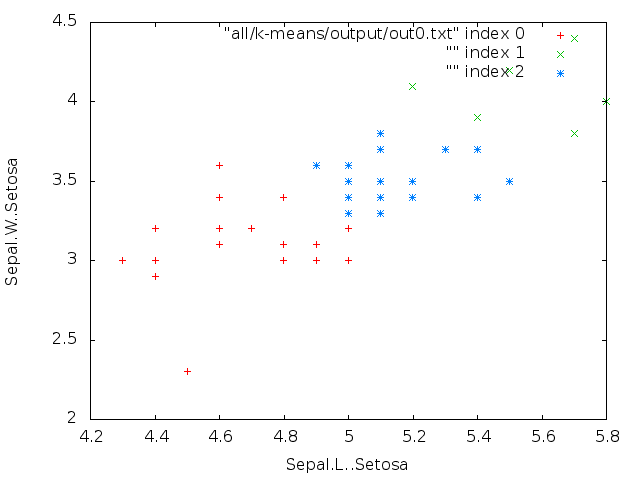 4.5
"all/k-means/output/out0.txt" index 0
"" index 1
"" index 2
4
3.5
3
2.5
2
Sepal.W..Setosa
4.2 4.4 4.6 4.8 5 5.2 5.4 5.6 5.8
Sepal.L..Setosa